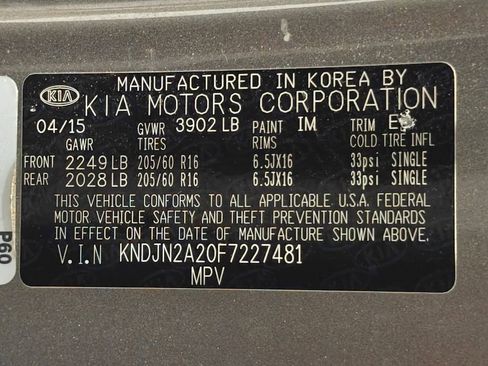 MANUFACTURED IN KOREA BY
KIA KIA MOTORS CORPORATION
04/15 GVWR 3902 LB PAINT IM TRIM
GAWR RIMS COLD TIRE INFL
FRONT 2249 LB 205/60 R16 6.5JX16 33psi SINGLE
REAR 2028 LB 205/60 R16 6.5JX16 33psi SINGLE
THIS VEHICLE CONFORMS TO ALL APPLICABLE U.S.A. FEDERAL
MOTOR VEHICLE SAFETY AND THEFT PREVENTION STANDARDS
IN EFFECT ON THE DATE OF MANUFACTURE SHOWN ABOVE.
V.I.N KNDJN2A20F7227481
MPV
P60